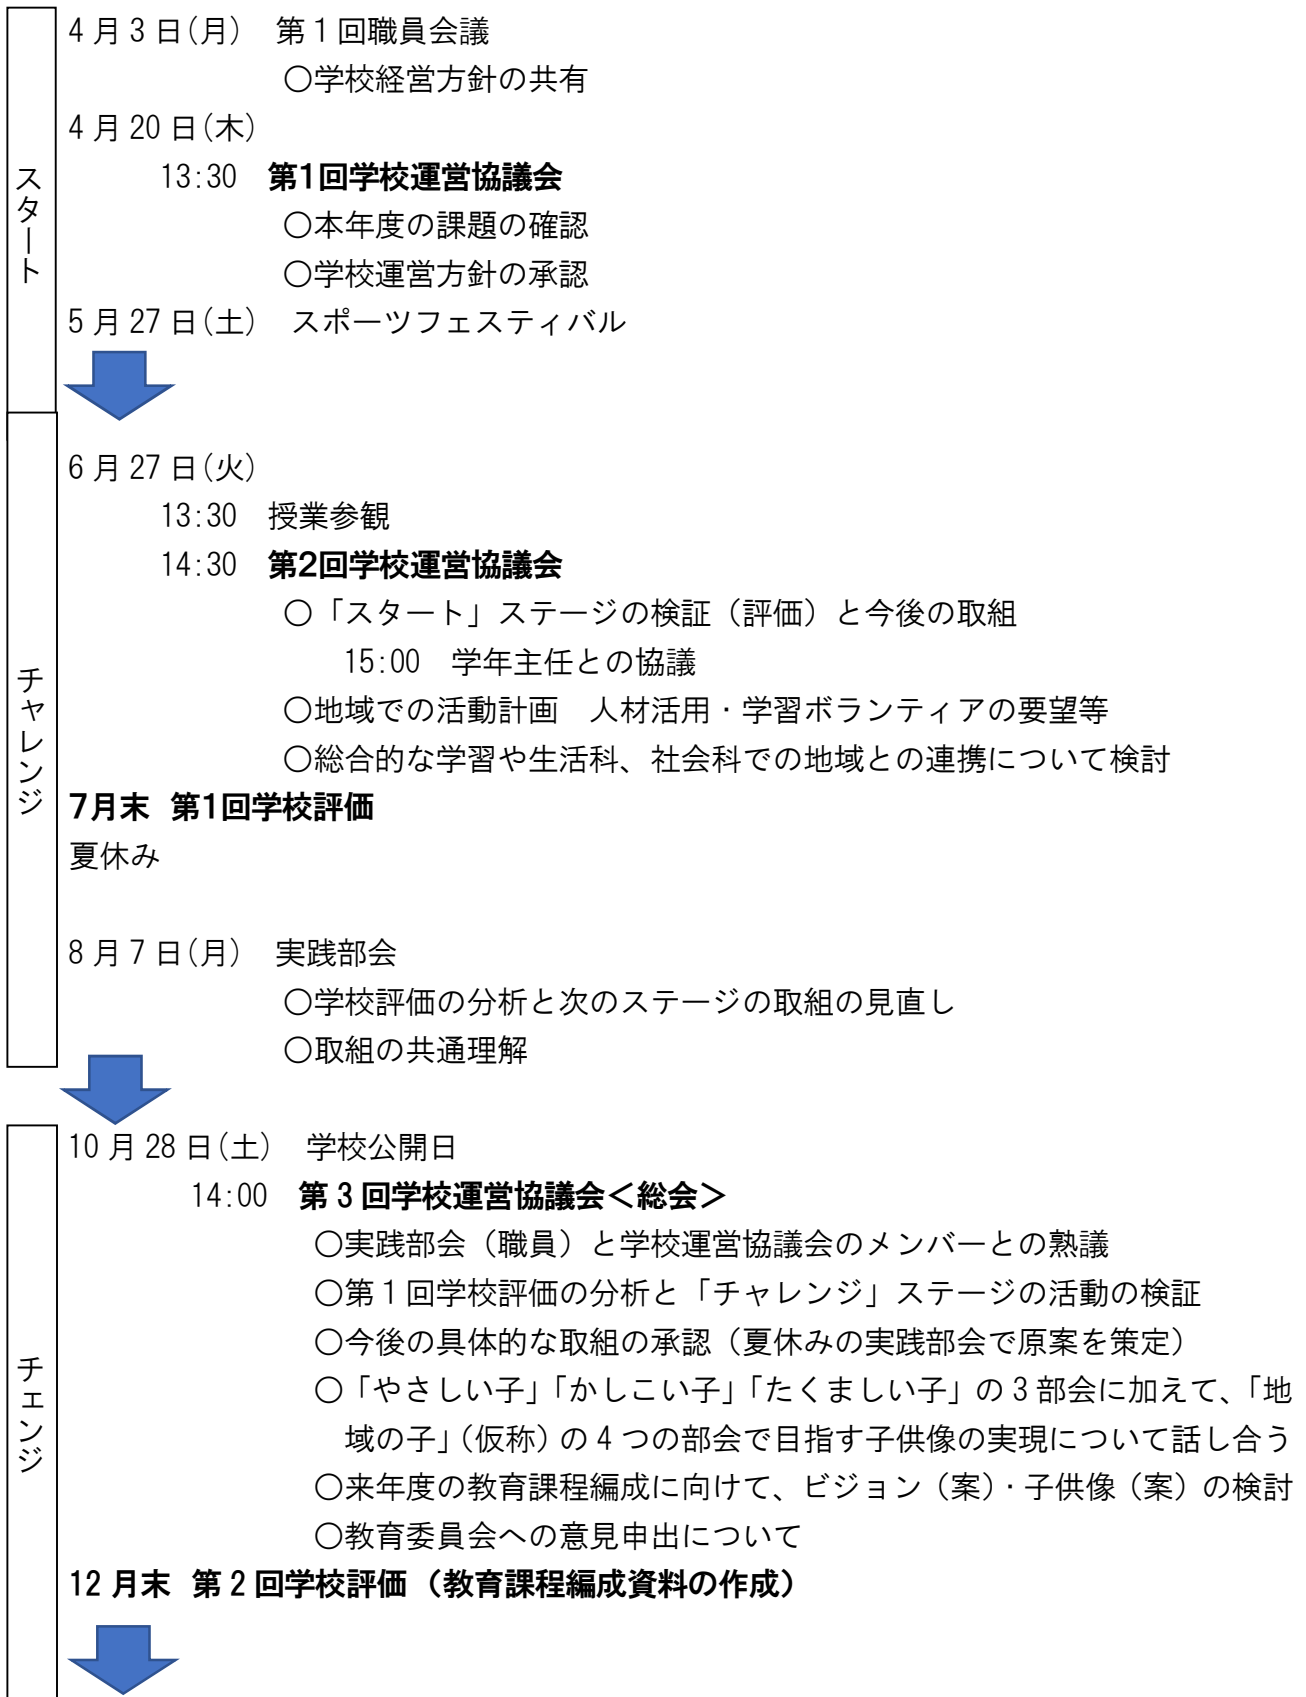 スタート
4月3日(月)　第1回職員会議
○学校経営方針の共有
4月20日(木)
13:30　第1回学校運営協議会
○本年度の課題の確認
○学校運営方針の承認
5月27日(土)　スポーツフェスティバル
チャレンジ
6月27日(火)
13:30　授業参観
14:30　第2回学校運営協議会
○「スタート」ステージの検証（評価）と今後の取組
15:00　学年主任との協議
○地域での活動計画　人材活用・学習ボランティアの要望等
○総合的な学習や生活科、社会科での地域との連携について検討
7月末　第1回学校評価
夏休み
8月7日(月)　実践部会
○学校評価の分析と次のステージの取組の見直し
○取組の共通理解
チェンジ
10月28日(土)　学校公開日
14:00　第3回学校運営協議会＜総会＞
○実践部会（職員）と学校運営協議会のメンバーとの熟議
○第1回学校評価の分析と「チャレンジ」ステージの活動の検証
○今後の具体的な取組の承認（夏休みの実践部会で原案を策定）
○「やさしい子」「かしこい子」「たくましい子」の3部会に加えて、「地
域の子」（仮称）の4つの部会で目指す子供像の実現について話し合う
○来年度の教育課程編成に向けて、ビジョン（案）・子供像（案）の検討
○教育委員会への意見申出について
12月末　第2回学校評価（教育課程編成資料の作成）